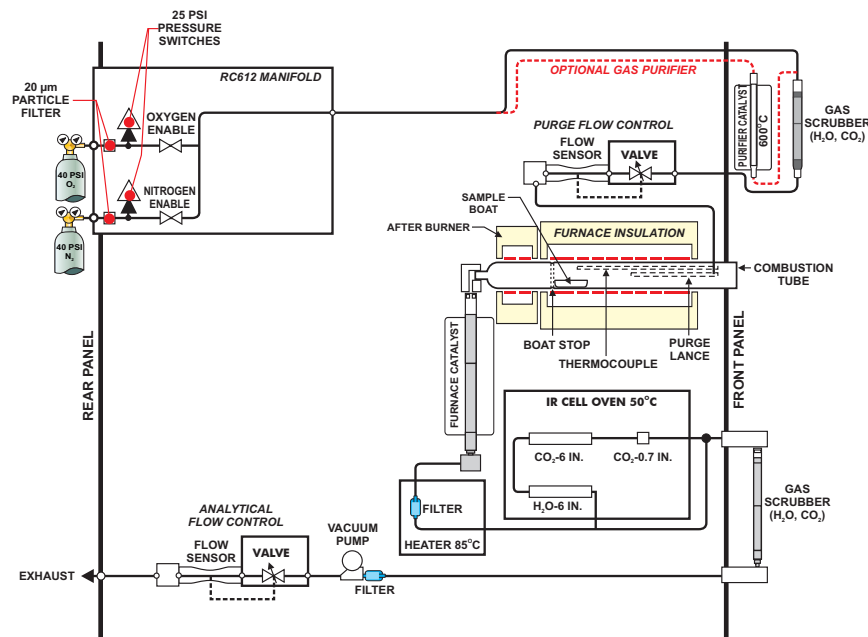 25 PSI
PRESSURE
SWITCHES
20 µm
PARTICLE
FILTER
RC612 MANIFOLD
OXYGEN
ENABLE
NITROGEN
ENABLE
40 PSI
O₂
40 PSI
N₂
OPTIONAL GAS PURIFIER
PURIFIER CATALYST
600°C
GAS
SCRUBBER
(H₂O, CO₂)
PURGE FLOW CONTROL
FLOW
SENSOR
VALVE
SAMPLE
BOAT
AFTER BURNER
FURNACE INSULATION
COMBUSTION
TUBE
BOAT STOP
THERMOCOUPLE
PURGE
LANCE
REAR PANEL
FRONT PANEL
FURNACE CATALYST
IR CELL OVEN 50°C
CO₂-6 IN.
CO₂-0.7 IN.
H₂O-6 IN.
GAS
SCRUBBER
(H₂O, CO₂)
FILTER
HEATER 85°C
ANALYTICAL
FLOW CONTROL
FLOW
SENSOR
VALVE
VACUUM
PUMP
FILTER
EXHAUST